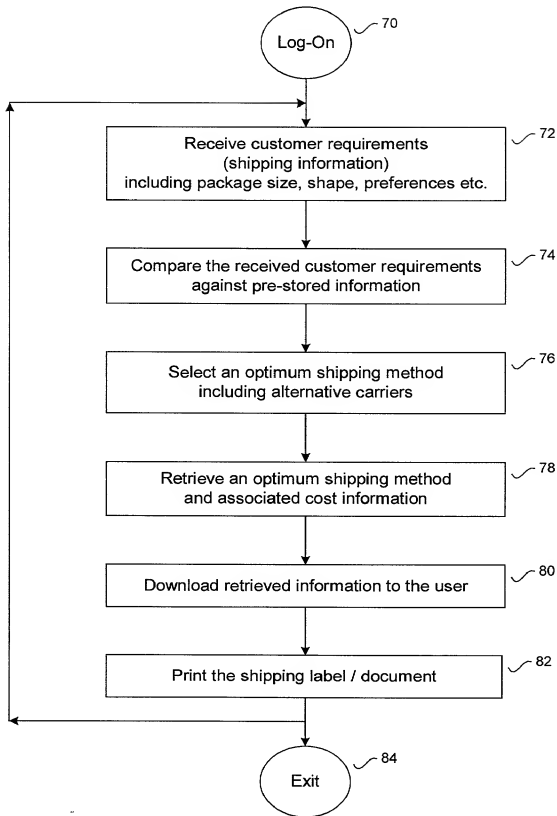 Log-On
70
Receive customer requirements
(shipping information)
including package size, shape, preferences etc.
72
Compare the received customer requirements
against pre-stored information
74
Select an optimum shipping method
including alternative carriers
76
Retrieve an optimum shipping method
and associated cost information
78
Download retrieved information to the user
80
Print the shipping label / document
82
Exit
84